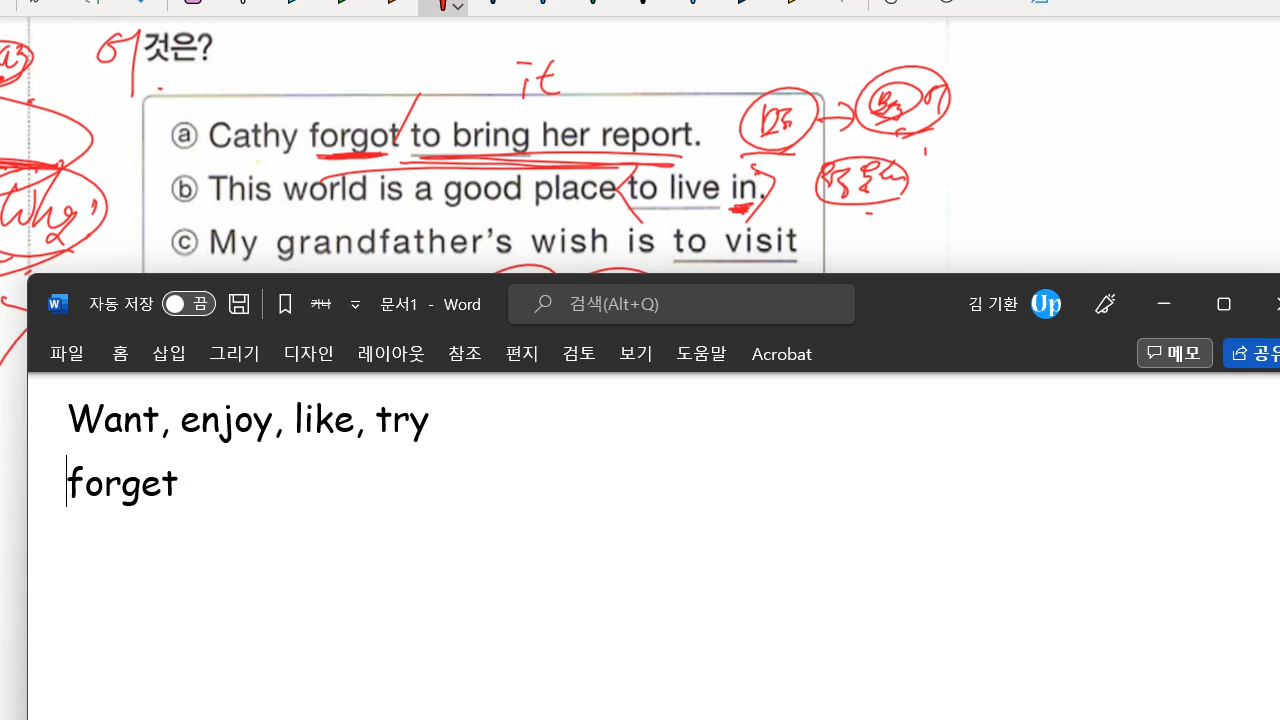 것은?
it
ⓐ Cathy forgot to bring her report.
ⓑ This world is a good place to live in.
ⓒ My grandfather's wish is to visit
자동 저장 끔 문서1 - Word 검색(Alt+Q) 김 기환 Up
파일 홈 삽입 그리기 디자인 레이아웃 참조 편지 검토 보기 도움말 Acrobat 메모 공유
Want, enjoy, like, try
forget